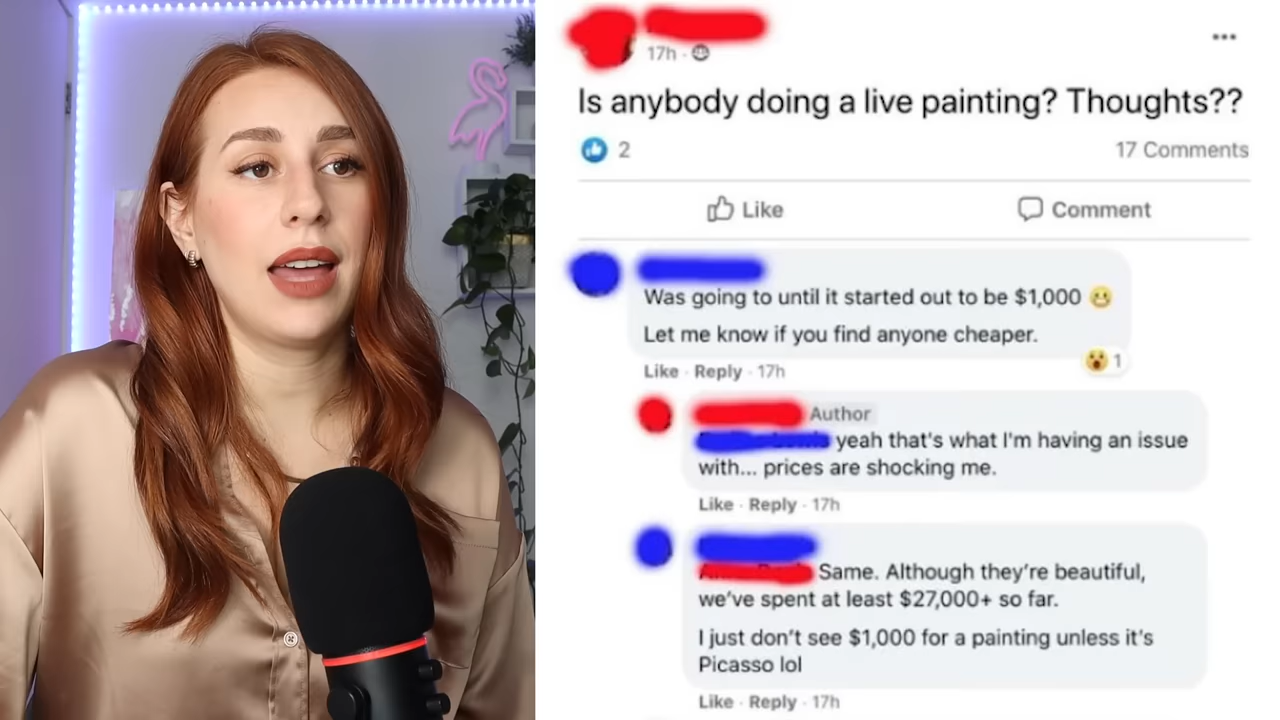 17h ·
Is anybody doing a live painting? Thoughts??
2
17 Comments
Like
Comment
Was going to until it started out to be $1,000 😬
Let me know if you find anyone cheaper.
😮 1
Like · Reply · 17h
Author
yeah that's what I'm having an issue
with... prices are shocking me.
Like · Reply · 17h
Same. Although they're beautiful,
we've spent at least $27,000+ so far.
I just don't see $1,000 for a painting unless it's
Picasso lol
Like · Reply · 17h